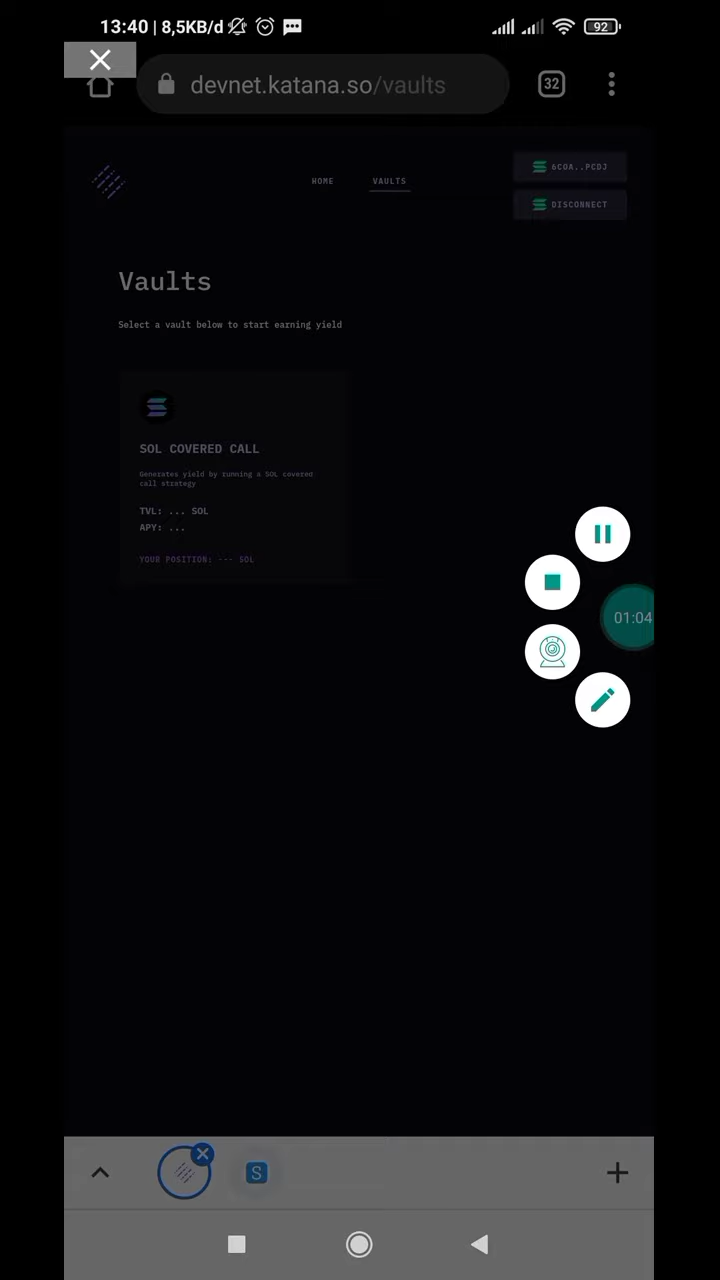 13:40 | 8,5KB/d
92
devnet.katana.so/vaults
32
HOME
VAULTS
6COA..PCDJ
DISCONNECT
Vaults
Select a vault below to start earning yield
SOL COVERED CALL
Generates yield by running a SOL covered
call strategy
TVL: ... SOL
APY: ...
YOUR POSITION: --- SOL
01:04
S